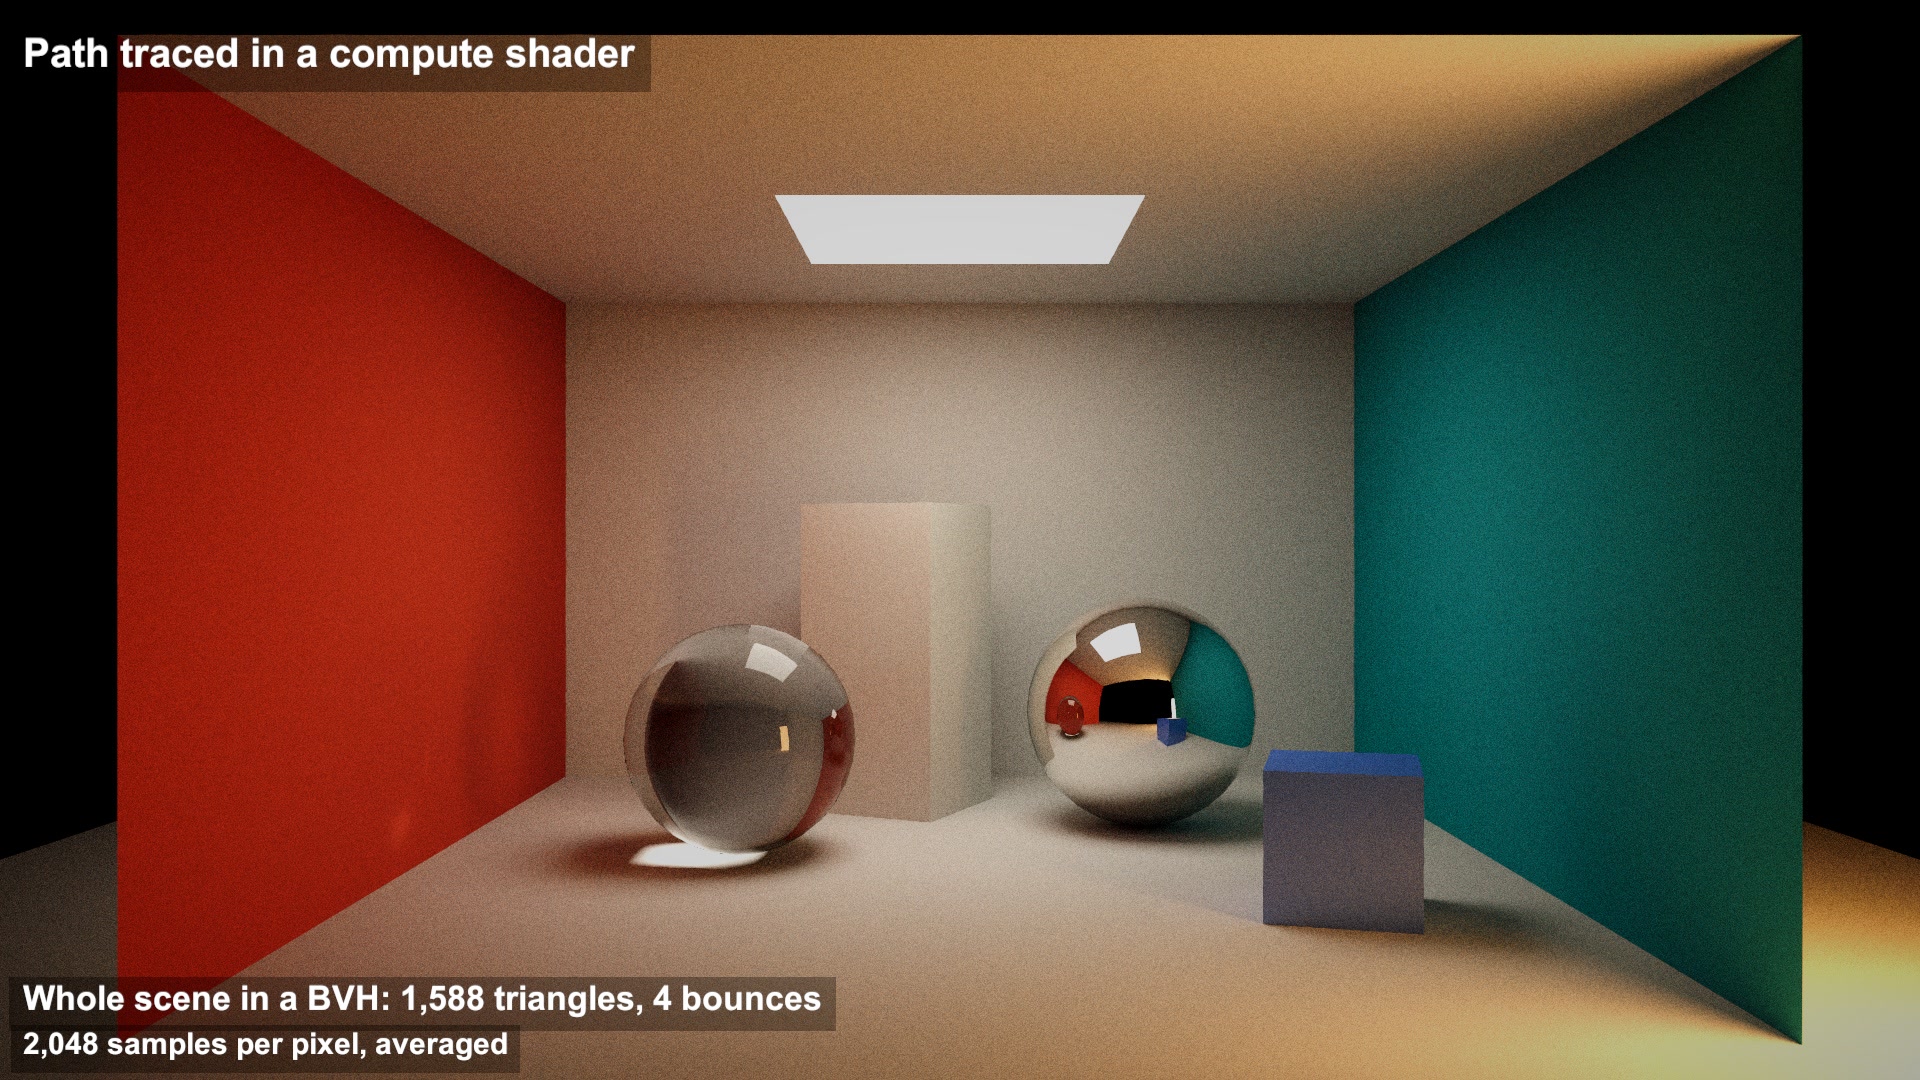 Path traced in a compute shader
Whole scene in a BVH: 1,588 triangles, 4 bounces
2,048 samples per pixel, averaged